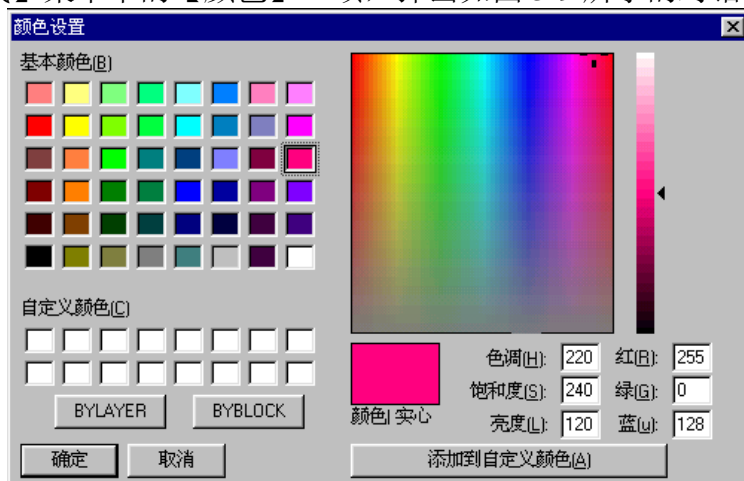 颜色设置
基本颜色(B)
自定义颜色(C)
BYLAYER BYBLOCK
确定 取消
颜色|实心
色调(H): 220 红(R): 255
饱和度(S): 240 绿(G): 0
亮度(L): 120 蓝(u): 128
添加到自定义颜色(A)